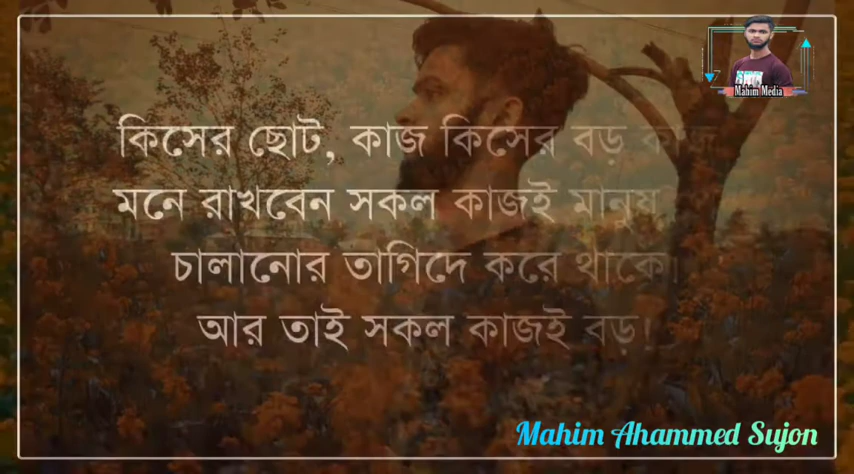 Mahim Media
কিসের ছোট, কাজ কিসের বড় কাজ
মনে রাখবেন সকল কাজই মানুষ
চালানোর তাগিদে করে থাকে।
আর তাই সকল কাজই বড়!
Mahim Ahammed Sujon